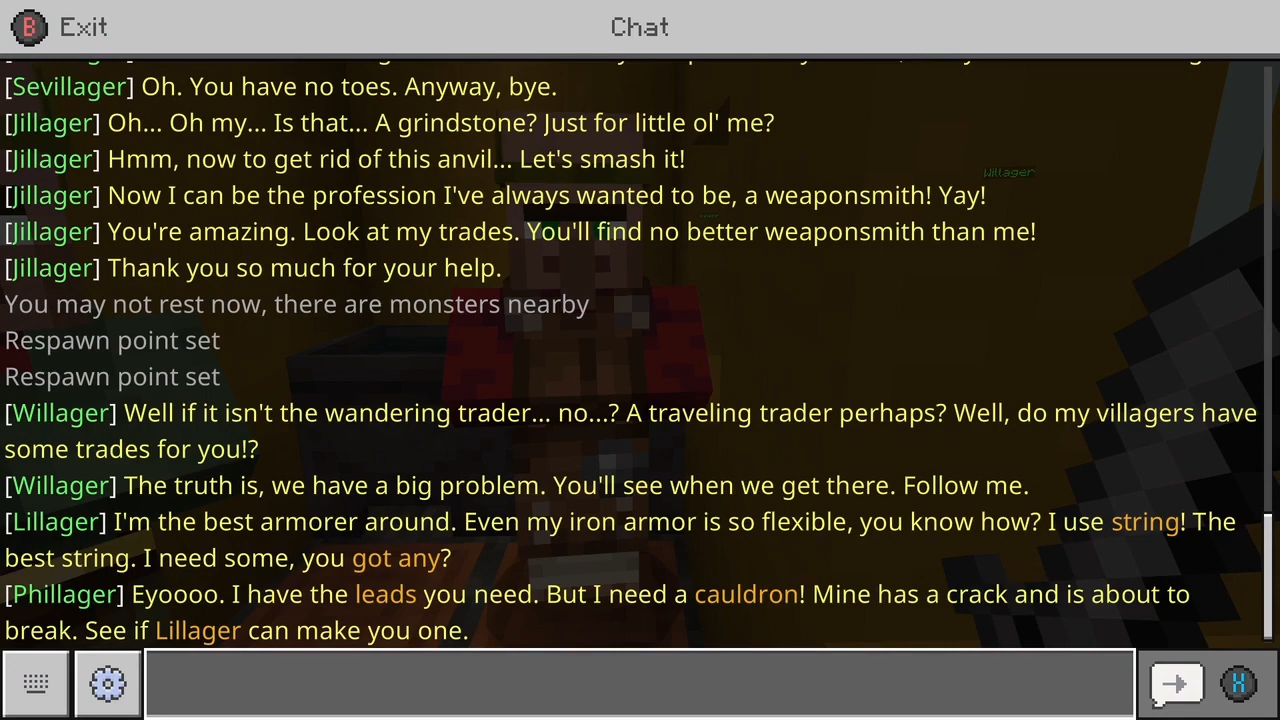 B Exit
Chat
[Sevillager] Oh. You have no toes. Anyway, bye.
[Jillager] Oh... Oh my... Is that... A grindstone? Just for little ol' me?
[Jillager] Hmm, now to get rid of this anvil... Let's smash it!
Willager
[Jillager] Now I can be the profession I've always wanted to be, a weaponsmith! Yay!
[Jillager] You're amazing. Look at my trades. You'll find no better weaponsmith than me!
[Jillager] Thank you so much for your help.
You may not rest now, there are monsters nearby
Respawn point set
Respawn point set
[Willager] Well if it isn't the wandering trader... no...? A traveling trader perhaps? Well, do my villagers have
some trades for you!?
[Willager] The truth is, we have a big problem. You'll see when we get there. Follow me.
[Lillager] I'm the best armorer around. Even my iron armor is so flexible, you know how? I use string! The
best string. I need some, you got any?
[Phillager] Eyoooo. I have the leads you need. But I need a cauldron! Mine has a crack and is about to
break. See if Lillager can make you one.
X